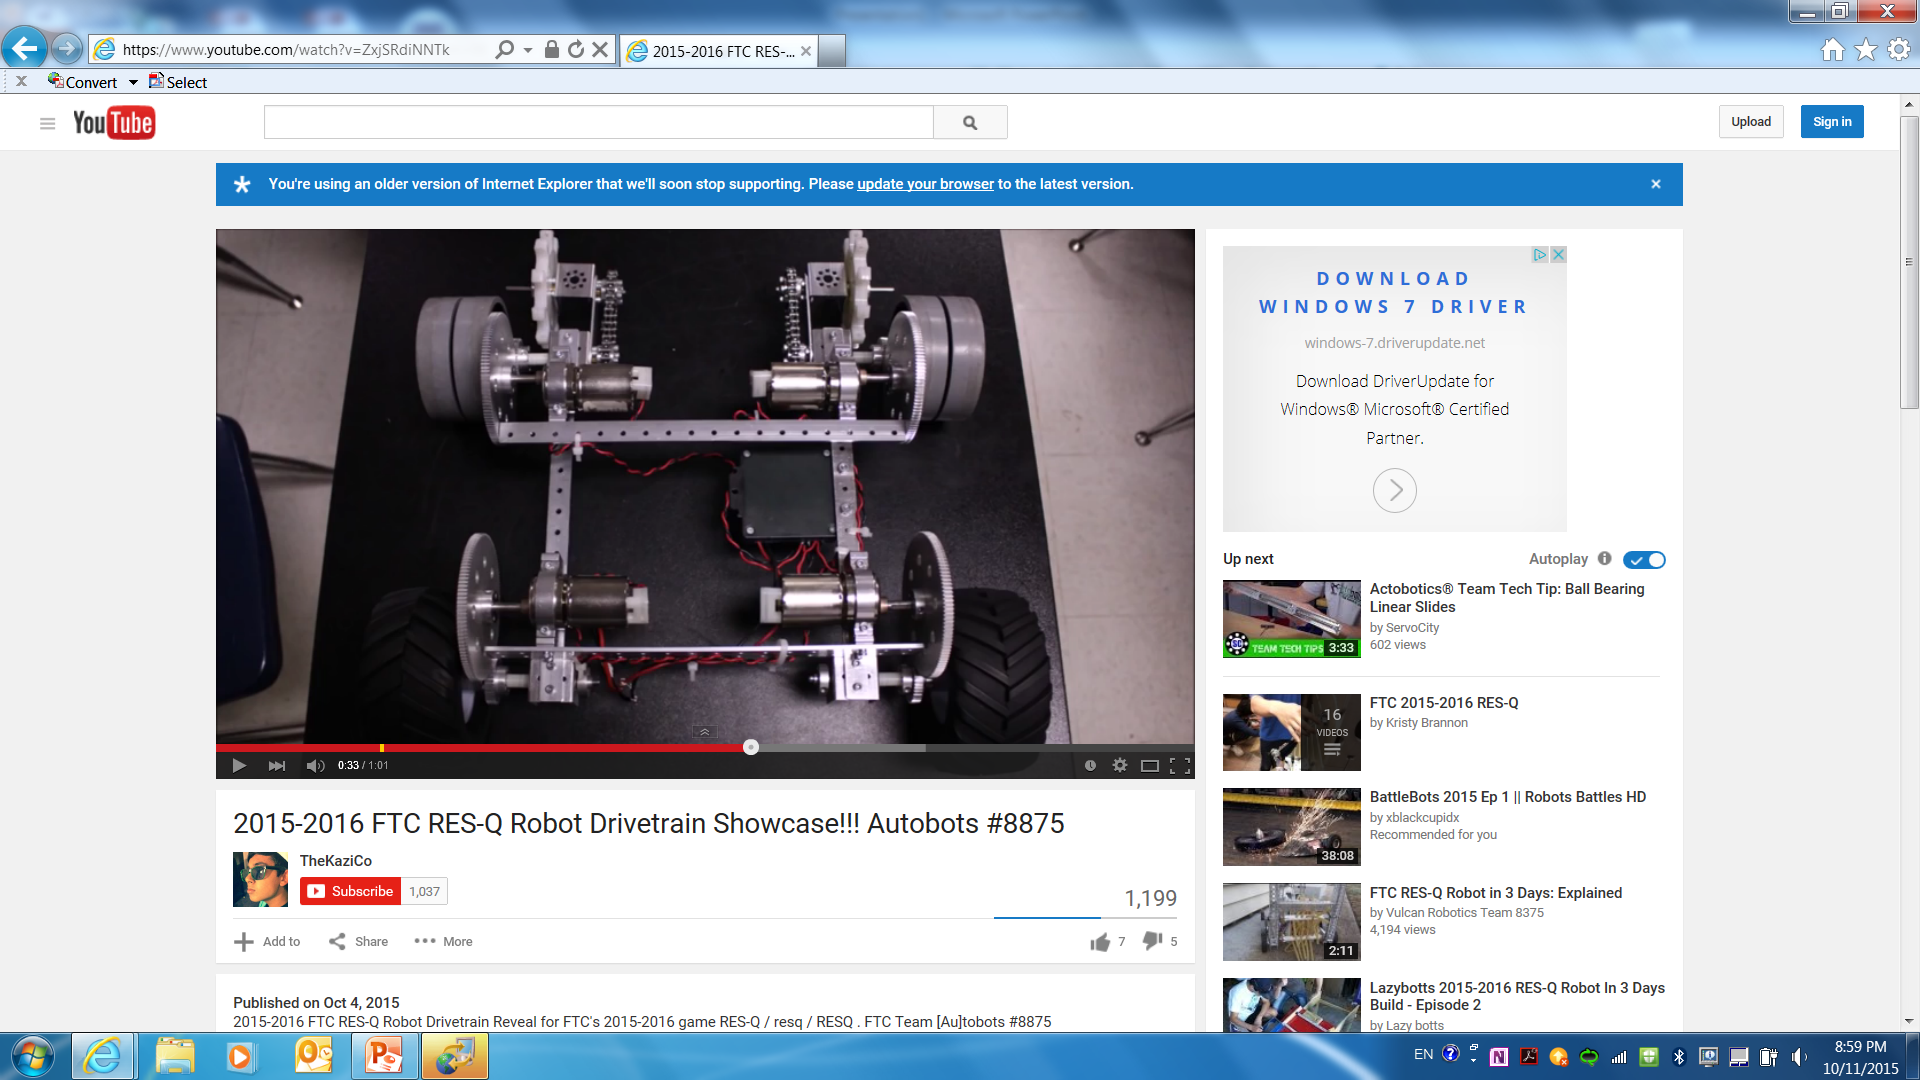 https://www.youtube.com/watch?v=ZxjSRdiNNTk
2015-2016 FTC RES-...
Convert
Select
YouTube
Upload
Sign in
You're using an older version of Internet Explorer that we'll soon stop supporting. Please update your browser to the latest version.
DOWNLOAD
WINDOWS 7 DRIVER
windows-7.driverupdate.net
Download DriverUpdate for
Windows® Microsoft® Certified
Partner.
0:33 / 1:01
Up next
Autoplay
Actobotics® Team Tech Tip: Ball Bearing
Linear Slides
by ServoCity
602 views
TEAM TECH TIPS
3:33
FTC 2015-2016 RES-Q
by Kristy Brannon
16
VIDEOS
BattleBots 2015 Ep 1 || Robots Battles HD
by xblackcupidx
Recommended for you
38:08
FTC RES-Q Robot in 3 Days: Explained
by Vulcan Robotics Team 8375
4,194 views
2:11
Lazybotts 2015-2016 RES-Q Robot In 3 Days
Build - Episode 2
by Lazy botts
2015-2016 FTC RES-Q Robot Drivetrain Showcase!!! Autobots #8875
TheKaziCo
Subscribe
1,037
1,199
Add to
Share
More
7
5
Published on Oct 4, 2015
2015-2016 FTC RES-Q Robot Drivetrain Reveal for FTC's 2015-2016 game RES-Q / resq / RESQ . FTC Team [Au]tobots #8875
EN
8:59 PM
10/11/2015